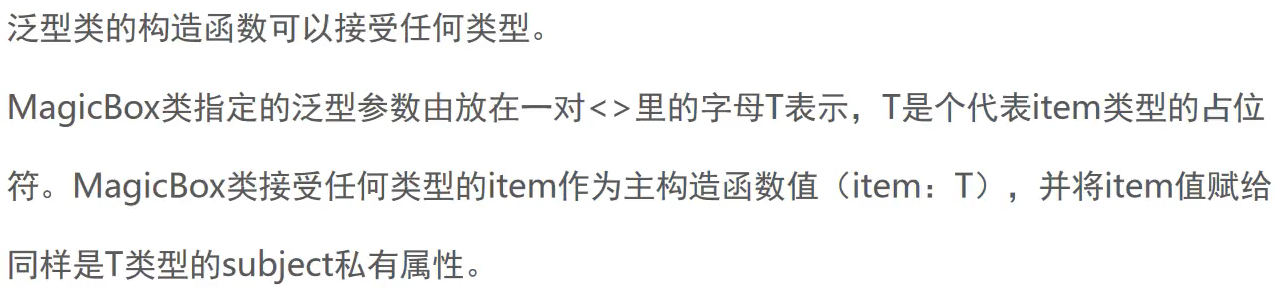 泛型类的构造函数可以接受任何类型。
MagicBox类指定的泛型参数由放在一对<>里的字母T表示，T是个代表item类型的占位
符。MagicBox类接受任何类型的item作为主构造函数值（item：T），并将item值赋给
同样是T类型的subject私有属性。